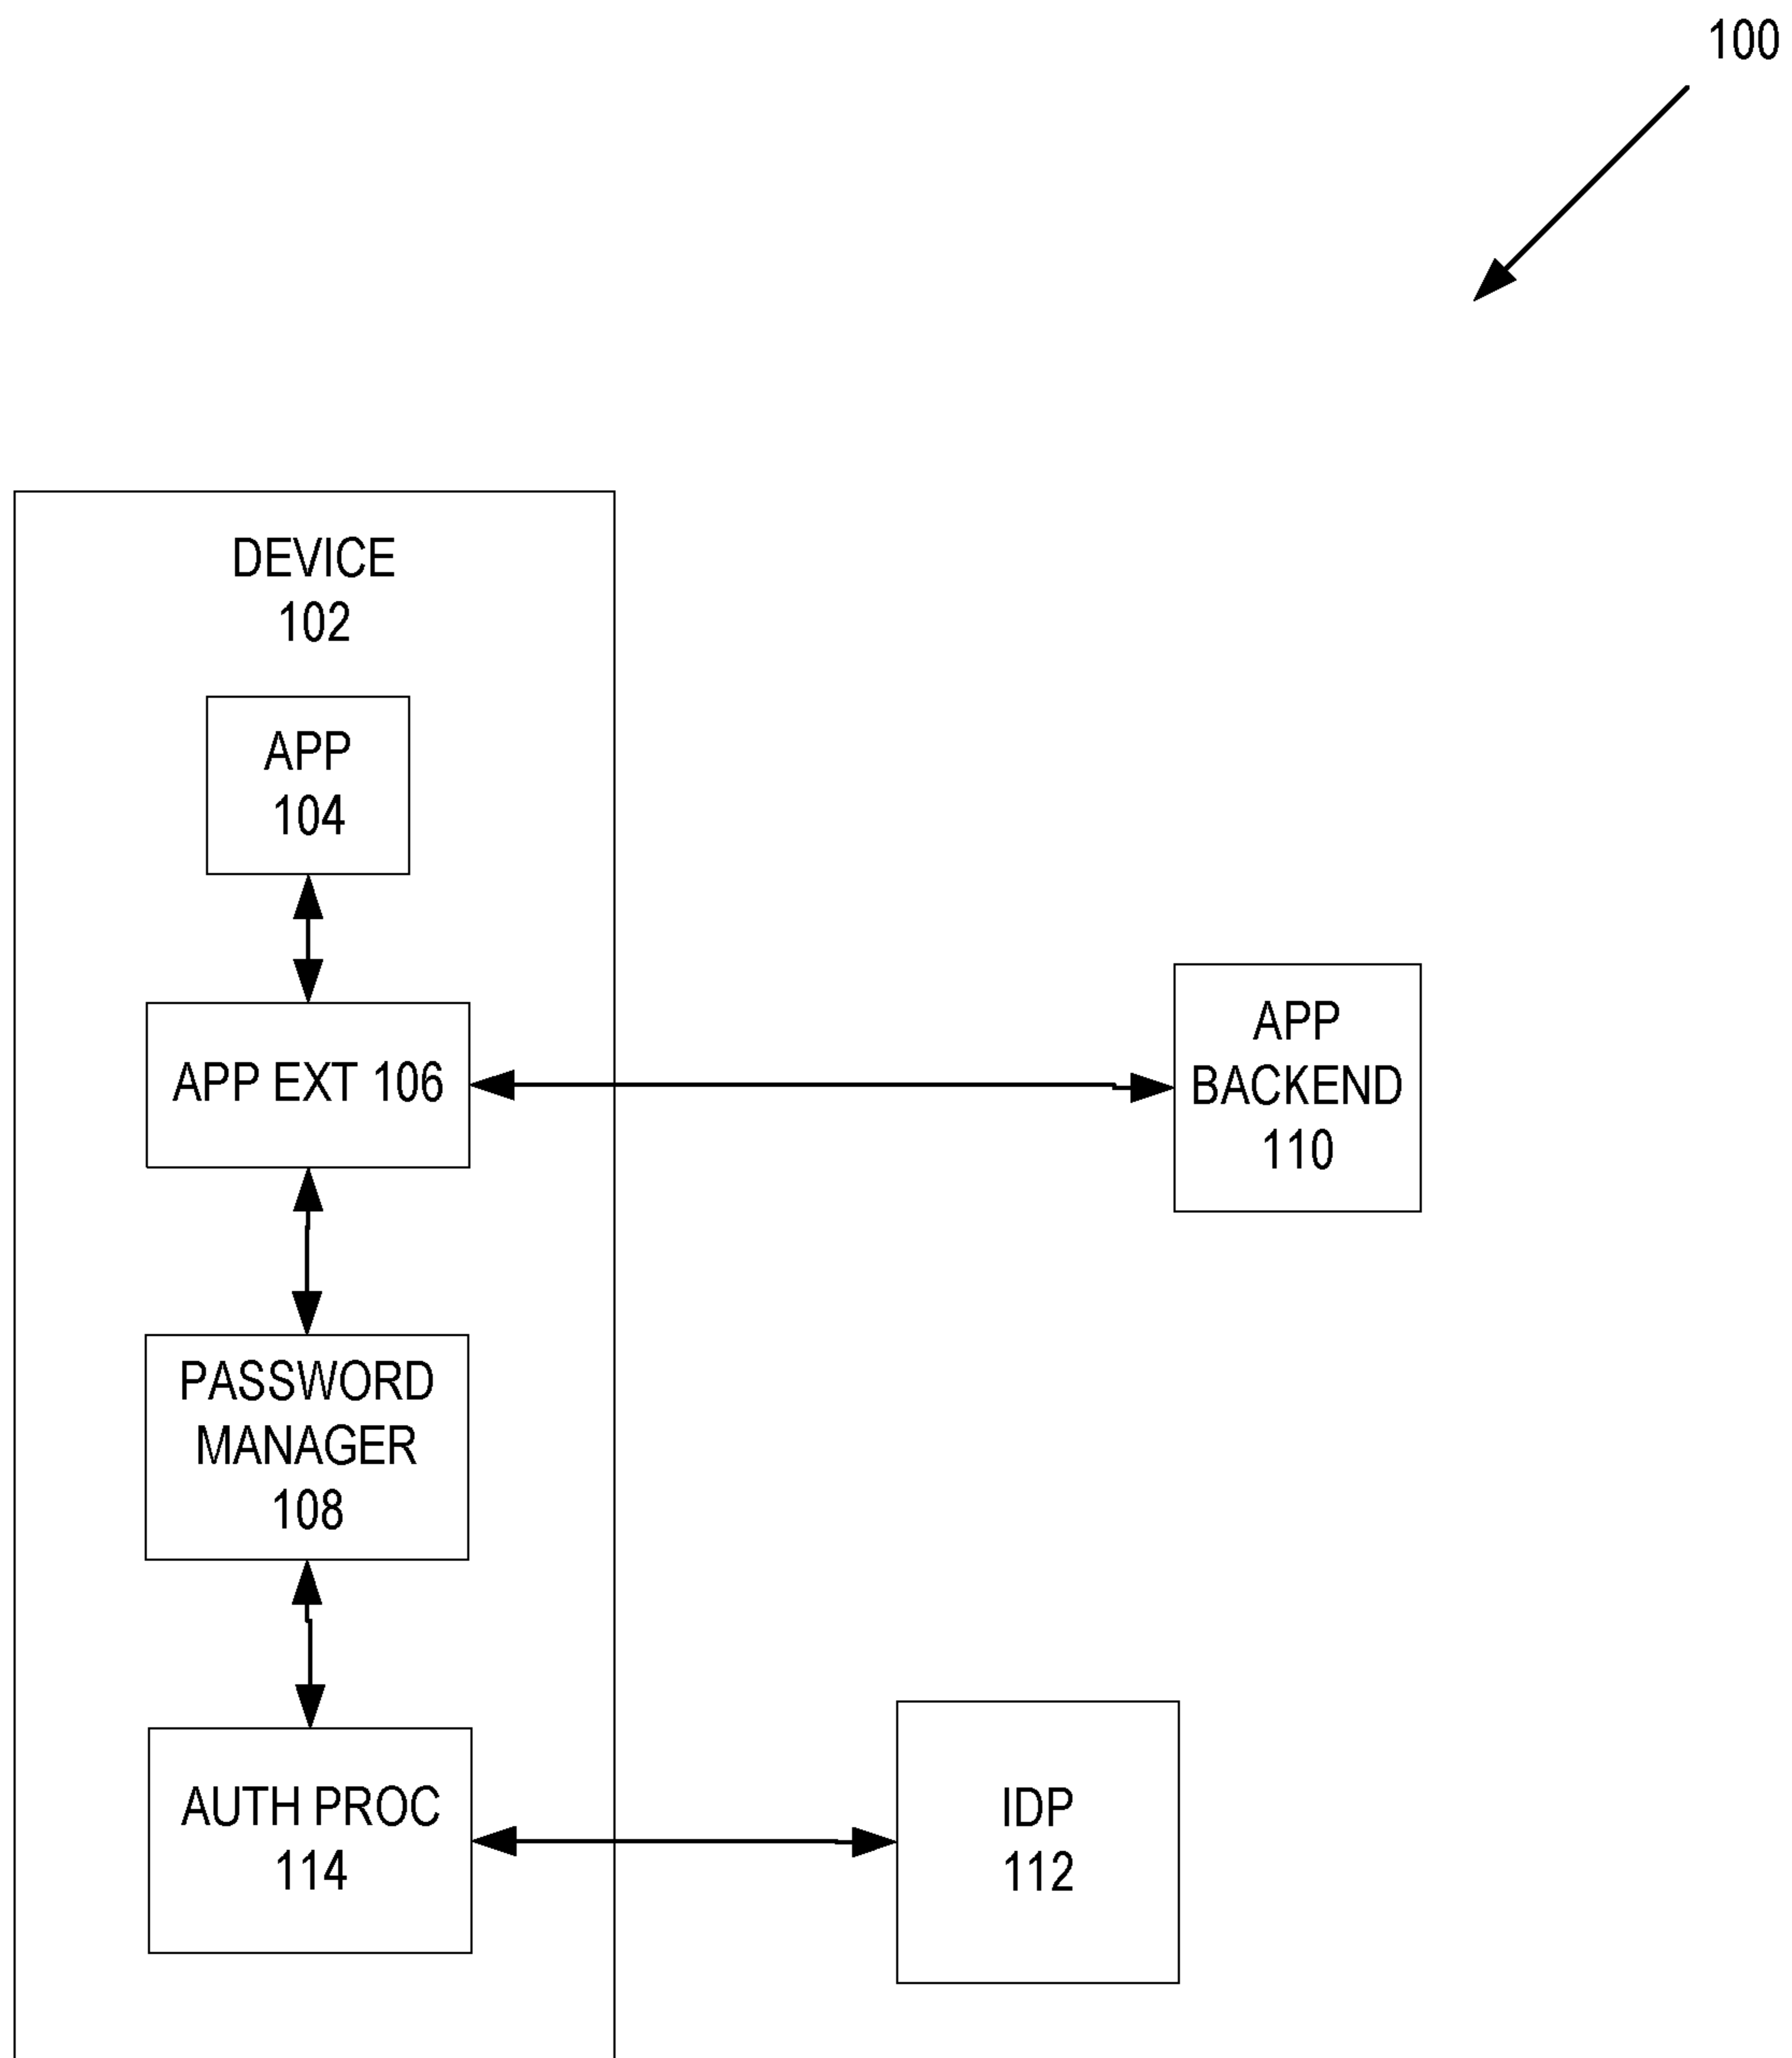 100
DEVICE
102
APP
104
APP EXT 106
APP
BACKEND
110
PASSWORD
MANAGER
108
AUTH PROC
114
IDP
112